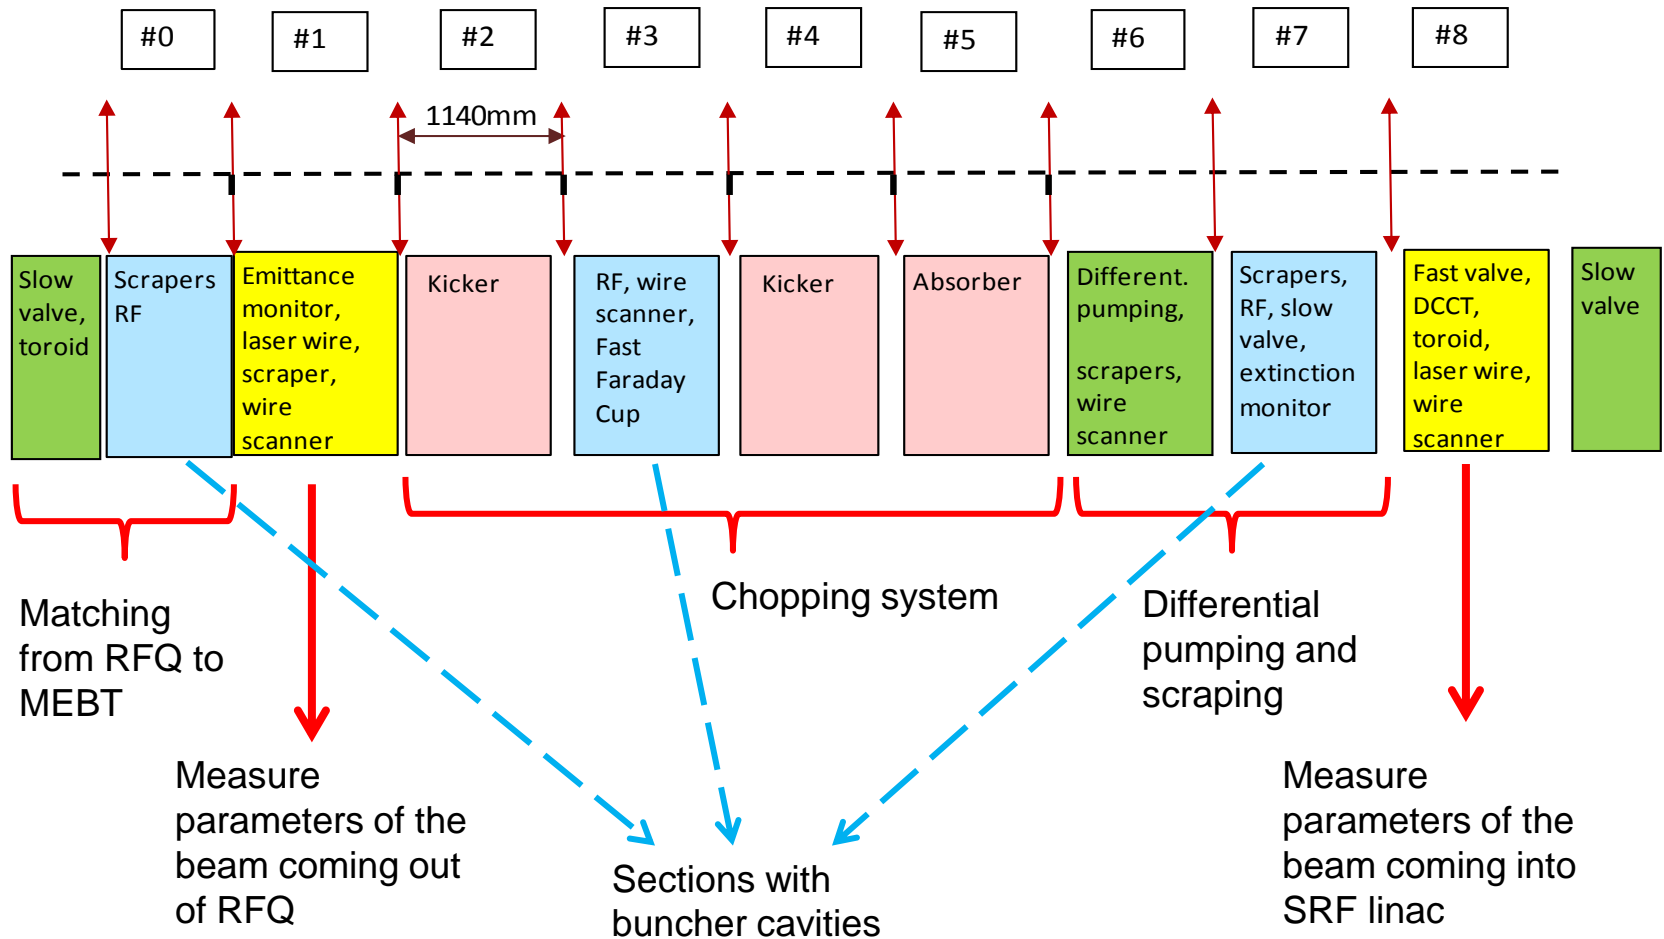 #0
#1
#2
#3
#4
#5
#6
#7
#8
1140mm
Slow
valve,
toroid
Scrapers
RF
Emittance
monitor,
laser wire,
scraper,
wire
scanner
Kicker
RF, wire
scanner,
Fast
Faraday
Cup
Kicker
Absorber
Different.
pumping,
scrapers,
wire
scanner
Scrapers,
RF, slow
valve,
extinction
monitor
Fast valve,
DCCT,
toroid,
laser wire,
wire
scanner
Slow
valve
Matching
from RFQ to
MEBT
Chopping system
Differential
pumping and
scraping
Measure
parameters of the
beam coming out
of RFQ
Sections with
buncher cavities
Measure
parameters of the
beam coming into
SRF linac